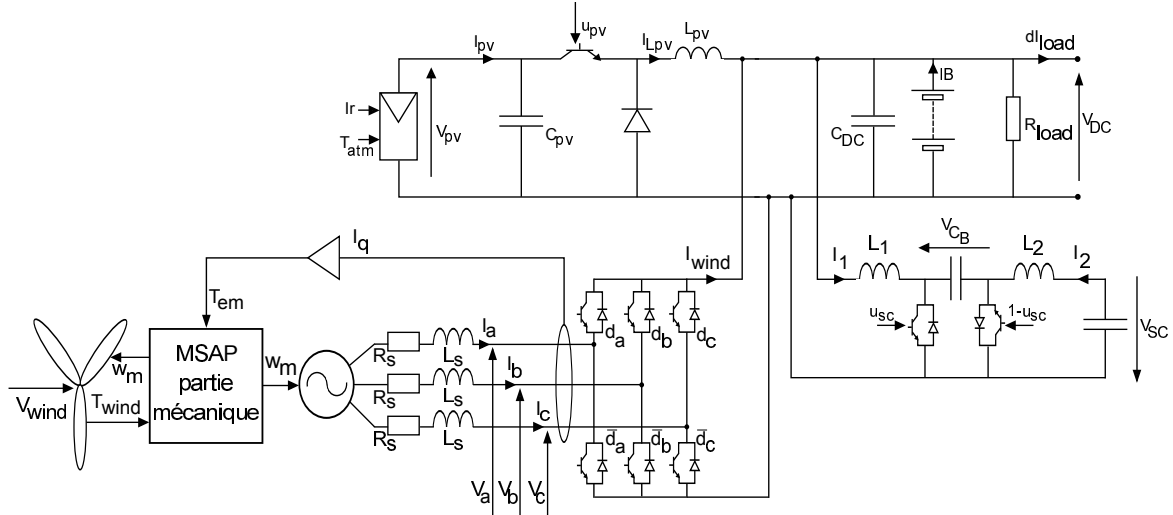 u_pv
I_pv
I_Lpv
L_pv
dI_load
Ir
T_atm
V_pv
C_pv
C_DC
IB
R_load
V_DC
I_q
I_wind
V_C_B
I_1
L_1
L_2
I_2
T_em
u_sc
1-u_sc
V_SC
d_a
d_b
d_c
MSAP
partie
mécanique
w_m
w_m
V_wind
T_wind
R_s
L_s
I_a
R_s
L_s
I_b
R_s
L_s
I_c
d̅_a
d̅_b
d̅_c
V_a
V_b
V_c